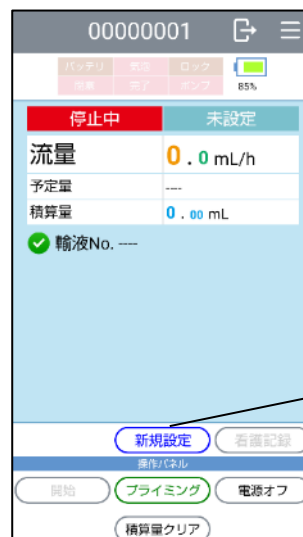 00000001
バッテリ 気泡 ロック
閉塞 完了 ポンプ 85%
停止中 未設定
流量 0.0 mL/h
予定量 ----
積算量 0.00 mL
輸液No. ----
新規設定 看護記録
操作パネル
開始 プライミング 電源オフ
積算量クリア